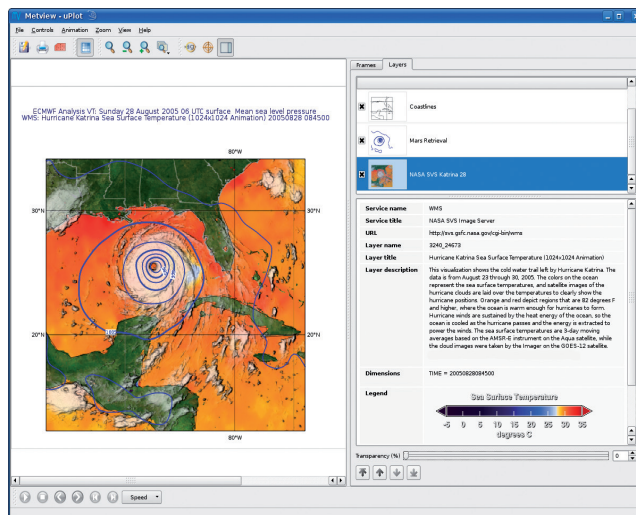 Metview - uPlot
File Controls Animation Zoom View Help
Frames Layers
ECMWF Analysis VT: Sunday 28 August 2005 06 UTC surface Mean sea level pressure
WMS: Hurricane Katrina Sea Surface Temperature (1024x1024 Animation) 20050828 084500
80°W
30°N
30°N
20°N
20°N
80°W
Coastlines
Mars Retrieval
NASA SVS Katrina 28
Service name WMS
Service title NASA SVS Image Server
URL http://svs.gsfc.nasa.gov/cgi-bin/wms
Layer name 3240_24673
Layer title Hurricane Katrina Sea Surface Temperature (1024x1024 Animation)
Layer description This visualization shows the cold water trail left by Hurricane Katrina. The
data is from August 23 through 30, 2005. The colors on the ocean
represent the sea surface temperatures, and satellite images of the
hurricane clouds are laid over the temperatures to clearly show the
hurricane positions. Orange and red depict regions that are 82 degrees F
and higher, where the ocean is warm enough for hurricanes to form.
Hurricane winds are sustained by the heat energy of the ocean, so the
ocean is cooled as the hurricane passes and the energy is extracted to
power the winds. The sea surface temperatures are 3-day moving
averages based on the AMSR-E instrument on the Aqua satellite, while
the cloud images were taken by the Imager on the GOES-12 satellite.
Dimensions TIME = 20050828084500
Legend
Sea Surface Temperature
-5 0 5 10 15 20 25 30 35
degrees C
Transparency (%) 0
Speed